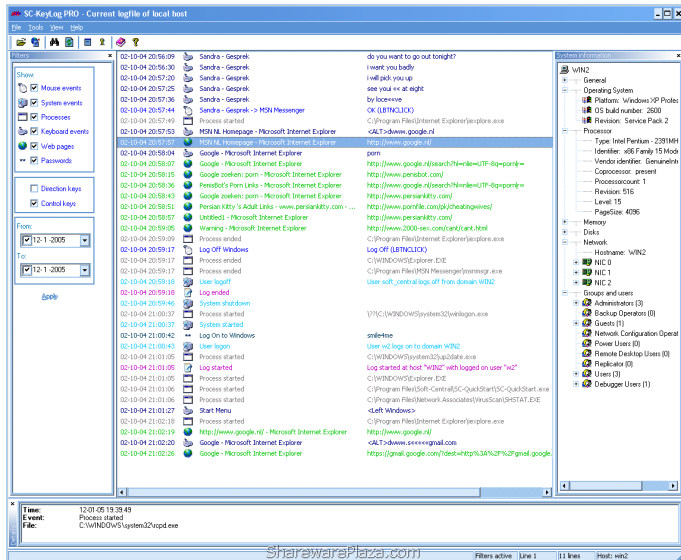 SC-KeyLog PRO - Current logfile of local host
File Tools View Help
Filters
Show
Mouse events
System events
Processes
Keyboard events
Web pages
Passwords
Direction keys
Control keys
From:
12- 1 -2005
To:
12- 1 -2005
Apply
02-10-04 20:56:09 Sandra - Gesprek do you want to go out tonight?
02-10-04 20:56:30 Sandra - Gesprek i want you badly
02-10-04 20:57:20 Sandra - Gesprek i will pick you up
02-10-04 20:57:25 Sandra - Gesprek see youi «« at eight
02-10-04 20:57:36 Sandra - Gesprek by loce««ve
02-10-04 20:57:44 Sandra - Gesprek -> MSN Messenger OK (LBTNCLICK)
02-10-04 20:57:49 Process started C:\Program Files\Internet Explorer\iexplore.exe
02-10-04 20:57:53 MSN NL Homepage - Microsoft Internet Explorer <ALT>dwww.google.nl
02-10-04 20:57:57 MSN NL Homepage - Microsoft Internet Explorer http://www.google.nl/
02-10-04 20:58:04 Google - Microsoft Internet Explorer porn
02-10-04 20:58:07 Google - Microsoft Internet Explorer http://www.google.nl/search?hl=nl&ie=UTF-8&q=porn&lr=
02-10-04 20:58:15 Google zoeken: porn - Microsoft Internet Explorer http://www.penisbot.com/
02-10-04 20:58:36 PenisBot's Porn Links - Microsoft Internet Explorer http://www.google.nl/search?hl=nl&ie=UTF-8&q=porn&lr=
02-10-04 20:58:43 Google zoeken: porn - Microsoft Internet Explorer http://www.persiankitty.com/
02-10-04 20:58:51 Persian Kitty 's Adult Links - www.persiankitty.com - ... http://www.pornfile.com/pk/cheatingwives/
02-10-04 20:58:57 Untitled1 - Microsoft Internet Explorer http://www.persiankitty.com/
02-10-04 20:59:05 Warning - Microsoft Internet Explorer http://www.2000-sex.com/cant/cant.html
02-10-04 20:59:09 Process ended C:\Program Files\Internet Explorer\iexplore.exe
02-10-04 20:59:17 Log Off Windows Log Off (LBTNCLICK)
02-10-04 20:59:17 Process ended C:\WINDOWS\Explorer.EXE
02-10-04 20:59:17 Process ended C:\Program Files\MSN Messenger\msnmsgr.exe
02-10-04 20:59:18 User logoff User soft_central logs off from domain WIN2
02-10-04 20:59:18 Log ended
02-10-04 20:59:46 System shutdown
02-10-04 21:00:37 Process started \??\C:\WINDOWS\system32\winlogon.exe
02-10-04 21:00:37 System started
02-10-04 21:00:42 Log On to Windows smile4me
02-10-04 21:00:43 User logon User w2 logs on to domain WIN2
02-10-04 21:01:05 Process started C:\WINDOWS\system32\up2date.exe
02-10-04 21:01:05 Log started Log started at host "WIN2" with logged on user "w2"
02-10-04 21:01:05 Process started C:\WINDOWS\Explorer.EXE
02-10-04 21:01:06 Process started C:\Program Files\Soft-Central\SC-QuickStart\SC-QuickStart.exe
02-10-04 21:01:06 Process started C:\Program Files\Network Associates\VirusScan\SHSTAT.EXE
02-10-04 21:01:27 Start Menu <Left Windows>
02-10-04 21:02:18 Process started C:\Program Files\Internet Explorer\iexplore.exe
02-10-04 21:02:19 http://www.google.nl/ - Microsoft Internet Explorer http://www.google.nl/
02-10-04 21:02:20 Google - Microsoft Internet Explorer <ALT>dwww.s«««««gmail.com
02-10-04 21:02:26 Google - Microsoft Internet Explorer https://gmail.google.com/?dest=http%3A%2F%2Fgmail.google.
System information
WIN2
General
Operating System
Platform: Windows XP Profes
OS build number: 2600
Revision: Service Pack 2
Processor
Type: Intel Pentium - 2391MH
Identifier: x86 Family 15 Mode
Vendor identifier: GenuineInte
Coprocessor: present
Processorcount: 1
Revision: 516
Level: 15
PageSize: 4096
Memory
Disks
Network
Hostname: WIN2
NIC 0
NIC 1
NIC 2
Groups and users
Administrators (3)
Backup Operators (0)
Guests (1)
Network Configuration Operat
Power Users (0)
Remote Desktop Users (0)
Replicator (0)
Users (3)
Debugger Users (1)
Time: 12-01-05 19:39:49
Event: Process started
File: C:\WINDOWS\system32\rcpd.exe
SharewarePlaza.com
Filters active Line 1 11 lines Host: win2